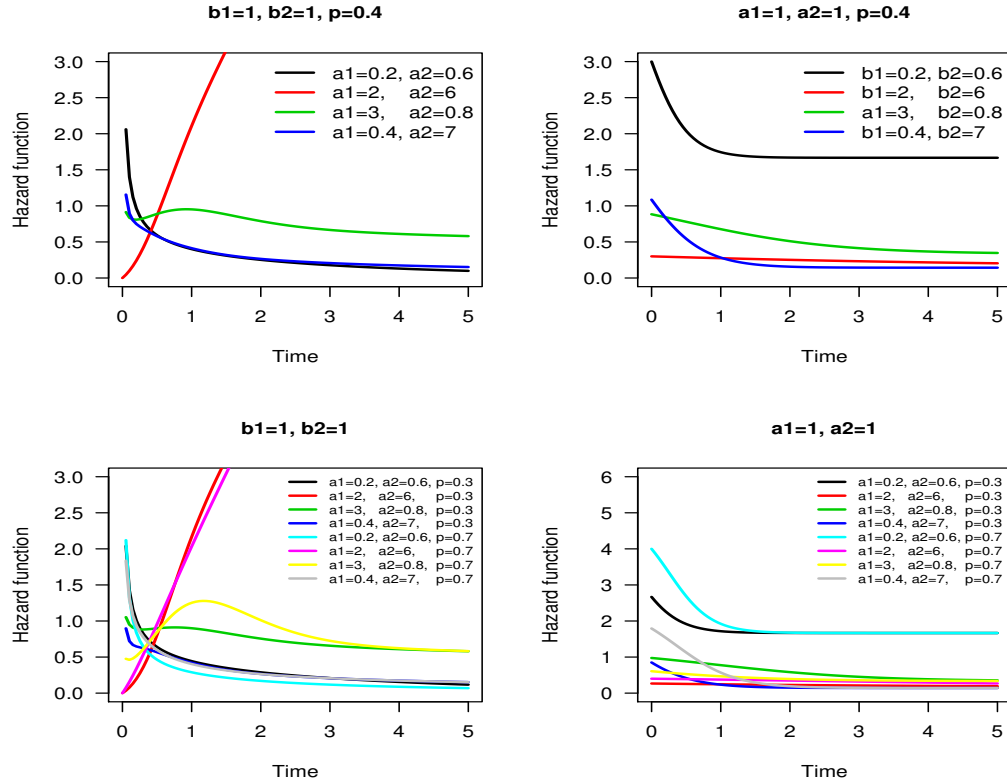 b1=1, b2=1, p=0.4
Hazard function
3.0
2.5
2.0
1.5
1.0
0.5
0.0
a1=0.2, a2=0.6
a1=2, a2=6
a1=3, a2=0.8
a1=0.4, a2=7
0 1 2 3 4 5
Time
a1=1, a2=1, p=0.4
Hazard function
3.0
2.5
2.0
1.5
1.0
0.5
0.0
b1=0.2, b2=0.6
b1=2, b2=6
a1=3, b2=0.8
b1=0.4, b2=7
0 1 2 3 4 5
Time
b1=1, b2=1
Hazard function
3.0
2.5
2.0
1.5
1.0
0.5
0.0
a1=0.2, a2=0.6, p=0.3
a1=2, a2=6, p=0.3
a1=3, a2=0.8, p=0.3
a1=0.4, a2=7, p=0.3
a1=0.2, a2=0.6, p=0.7
a1=2, a2=6, p=0.7
a1=3, a2=0.8, p=0.7
a1=0.4, a2=7, p=0.7
0 1 2 3 4 5
Time
a1=1, a2=1
Hazard function
6
5
4
3
2
1
0
a1=0.2, a2=0.6, p=0.3
a1=2, a2=6, p=0.3
a1=3, a2=0.8, p=0.3
a1=0.4, a2=7, p=0.3
a1=0.2, a2=0.6, p=0.7
a1=2, a2=6, p=0.7
a1=3, a2=0.8, p=0.7
a1=0.4, a2=7, p=0.7
0 1 2 3 4 5
Time